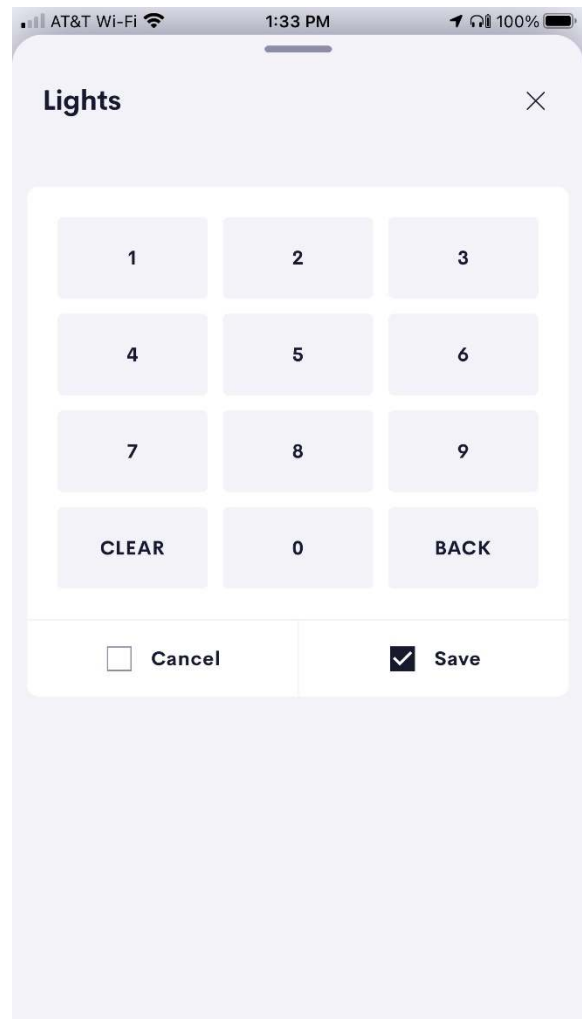 AT&T Wi-Fi 1:33 PM 100%
Lights
1 2 3
4 5 6
7 8 9
CLEAR 0 BACK
Cancel Save